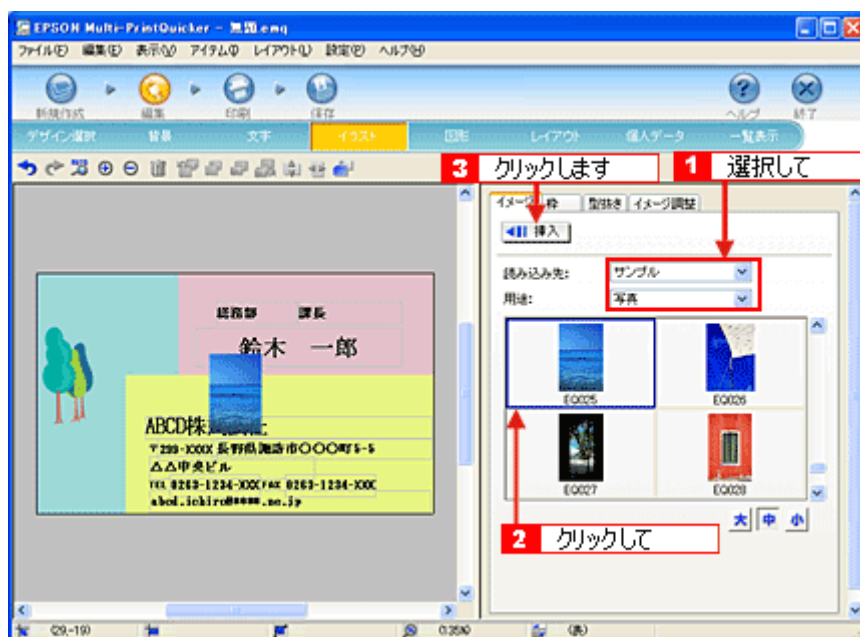 EPSON Multi-PrintQuicker - 無題.emq
ファイル(F) 編集(E) 表示(V) アイテム(I) レイアウト(L) 設定(P) ヘルプ(H)
新規作成 編集 印刷 保存 ヘルプ 終了
デザイン選択 背景 文字 イラスト 図形 レイアウト 個人データ 一覧表示
3 クリックします 1 選択して
イメージ 枠 型抜き イメージ調整
挿入
読み込み先: サンプル
用途: 写真
総務部 課長
鈴木 一郎
ABCD株
〒299-XXXX 長野県諏訪市〇〇〇町5-5
△△中央ビル
TEL 0263-1234-XXX FAX 0263-1234-XXX
abcd.ichiro@****.ne.jp
EQ025 EQ026
EQ027 EQ028
大 中 小
2 クリックして
(29,-19) (表)